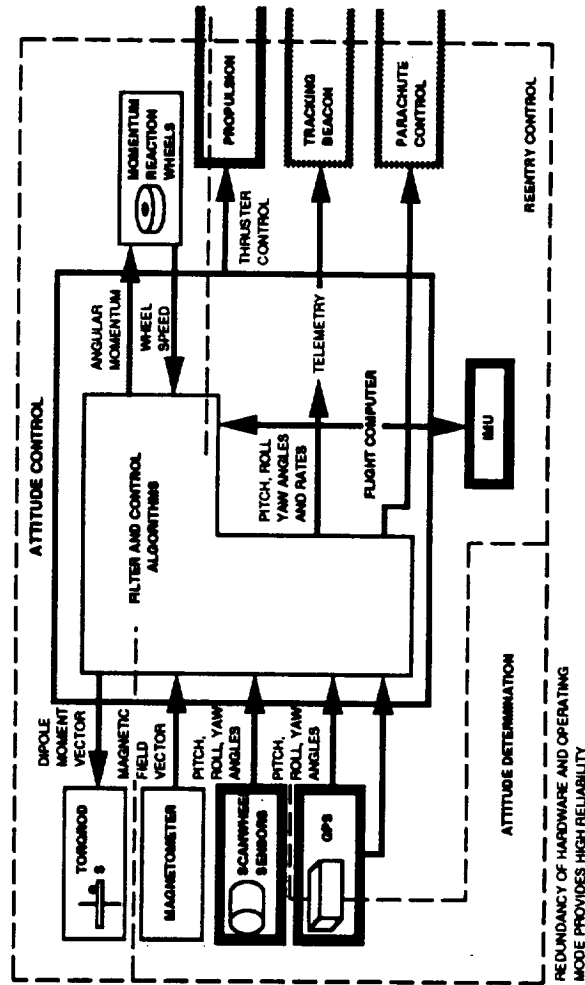 ATTITUDE CONTROL
TORQROD
S
DIPOLE
MOMENT
VECTOR
MAGNETIC
FIELD
VECTOR
MAGNETOMETER
PITCH,
ROLL, YAW
ANGLES
SCANWHEEL
SENSORS
PITCH,
ROLL, YAW
ANGLES
GPS
FILTER AND CONTROL
ALGORITHMS
ANGULAR
MOMENTUM
WHEEL
SPEED
MOMENTUM
REACTION
WHEELS
THRUSTER
CONTROL
PROPULSION
PITCH, ROLL
YAW ANGLES
AND RATES
TELEMETRY
TRACKING
BEACON
FLIGHT COMPUTER
PARACHUTE
CONTROL
IMU
ATTITUDE DETERMINATION
REENTRY CONTROL
REDUNDANCY OF HARDWARE AND OPERATING
MODE PROVIDES HIGH RELIABILITY